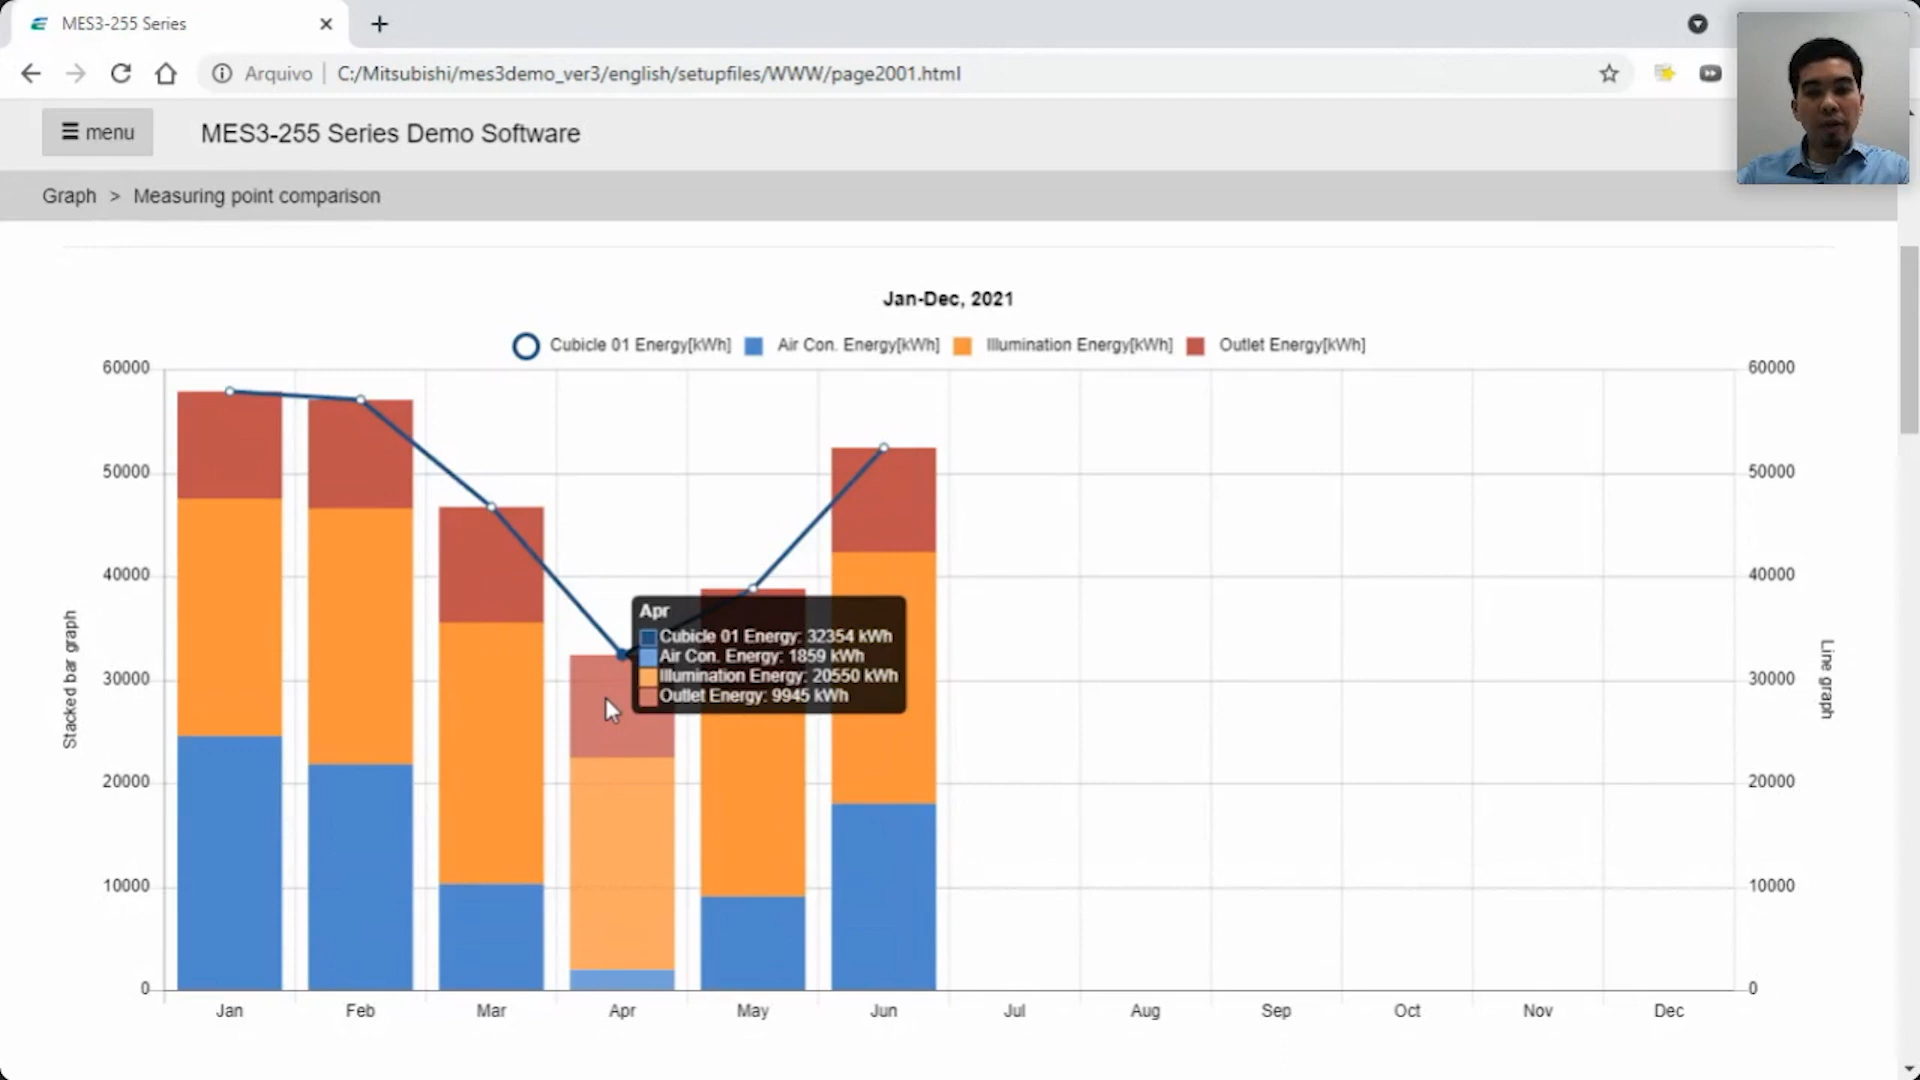 MES3-255 Series
Arquivo
C:/Mitsubishi/mes3demo_ver3/english/setupfiles/WWW/page2001.html
menu
MES3-255 Series Demo Software
Graph > Measuring point comparison
Jan-Dec, 2021
Cubicle 01 Energy[kWh] Air Con. Energy[kWh] Illumination Energy[kWh] Outlet Energy[kWh]
60000 60000
50000 50000
40000 40000
Apr
Cubicle 01 Energy: 32354 kWh
Air Con. Energy: 1859 kWh
Illumination Energy: 20550 kWh
Outlet Energy: 9945 kWh
30000 30000
Stacked bar graph
Line graph
20000 20000
10000 10000
0 0
Jan Feb Mar Apr May Jun Jul Aug Sep Oct Nov Dec